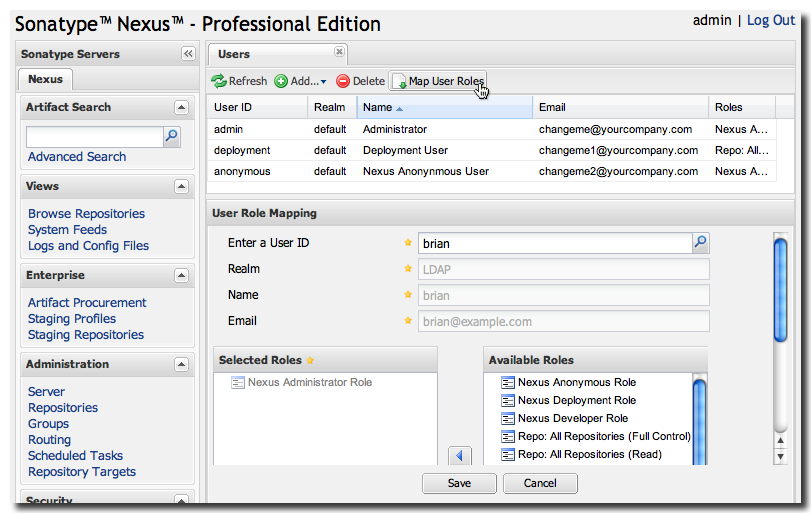 Sonatype™ Nexus™ - Professional Edition
admin | Log Out
Sonatype Servers
Nexus
Artifact Search
Advanced Search
Views
Browse Repositories
System Feeds
Logs and Config Files
Enterprise
Artifact Procurement
Staging Profiles
Staging Repositories
Administration
Server
Repositories
Groups
Routing
Scheduled Tasks
Repository Targets
Security
Users
Refresh Add... Delete Map User Roles
User ID Realm Name Email Roles
admin default Administrator changeme@yourcompany.com Nexus A...
deployment default Deployment User changeme1@yourcompany.com Repo: All...
anonymous default Nexus Anonynmous User changeme2@yourcompany.com Nexus A...
User Role Mapping
Enter a User ID brian
Realm LDAP
Name brian
Email brian@example.com
Selected Roles
Nexus Administrator Role
Available Roles
Nexus Anonymous Role
Nexus Deployment Role
Nexus Developer Role
Repo: All Repositories (Full Control)
Repo: All Repositories (Read)
Save Cancel